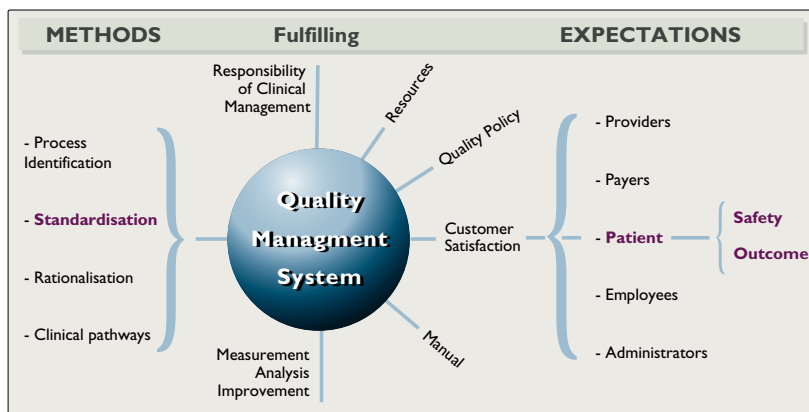 METHODS
Fulfilling
EXPECTATIONS
- Process
Identification
- Standardisation
- Rationalisation
- Clinical pathways
Responsibility
of Clinical
Management
Resources
Quality Policy
Quality
Managment
System
Customer
Satisfaction
Manual
Measurement
Analysis
Improvement
- Providers
- Payers
- Patient
- Employees
- Administrators
Safety
Outcome